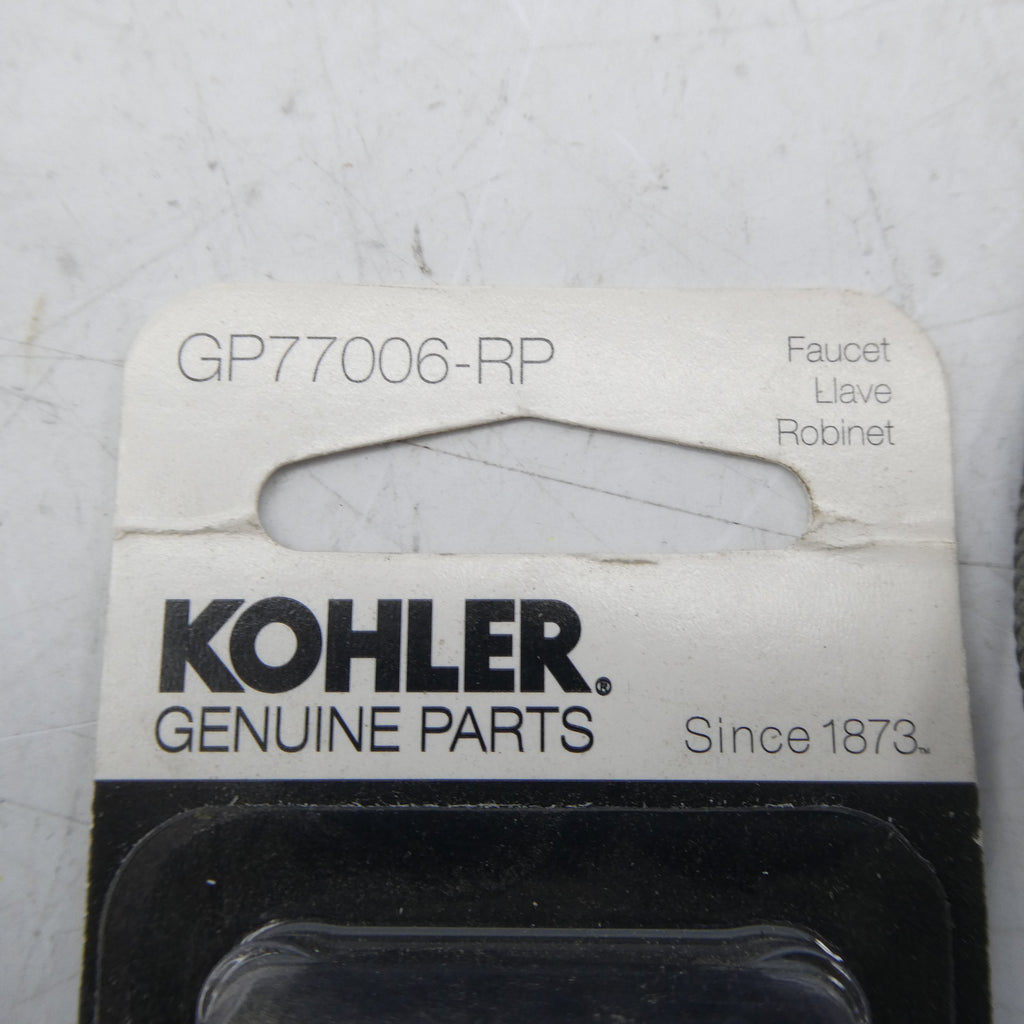 GP77006-RP
Faucet
Llave
Robinet
KOHLER®
GENUINE PARTS
Since 1873™